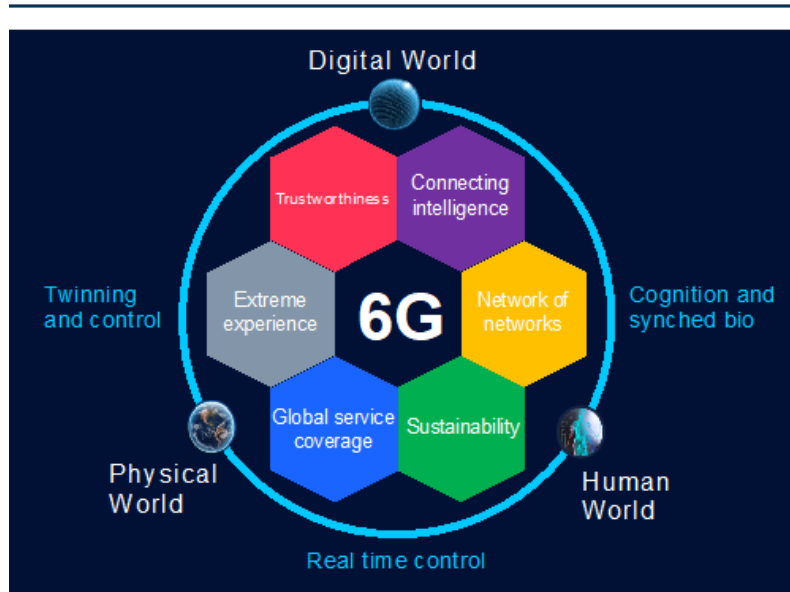 Digital World
Trustworthiness
Connecting
intelligence
Twinning
and control
Extreme
experience
6G
Network of
networks
Cognition and
synched bio
Global service
coverage
Sustainability
Physical
World
Human
World
Real time control